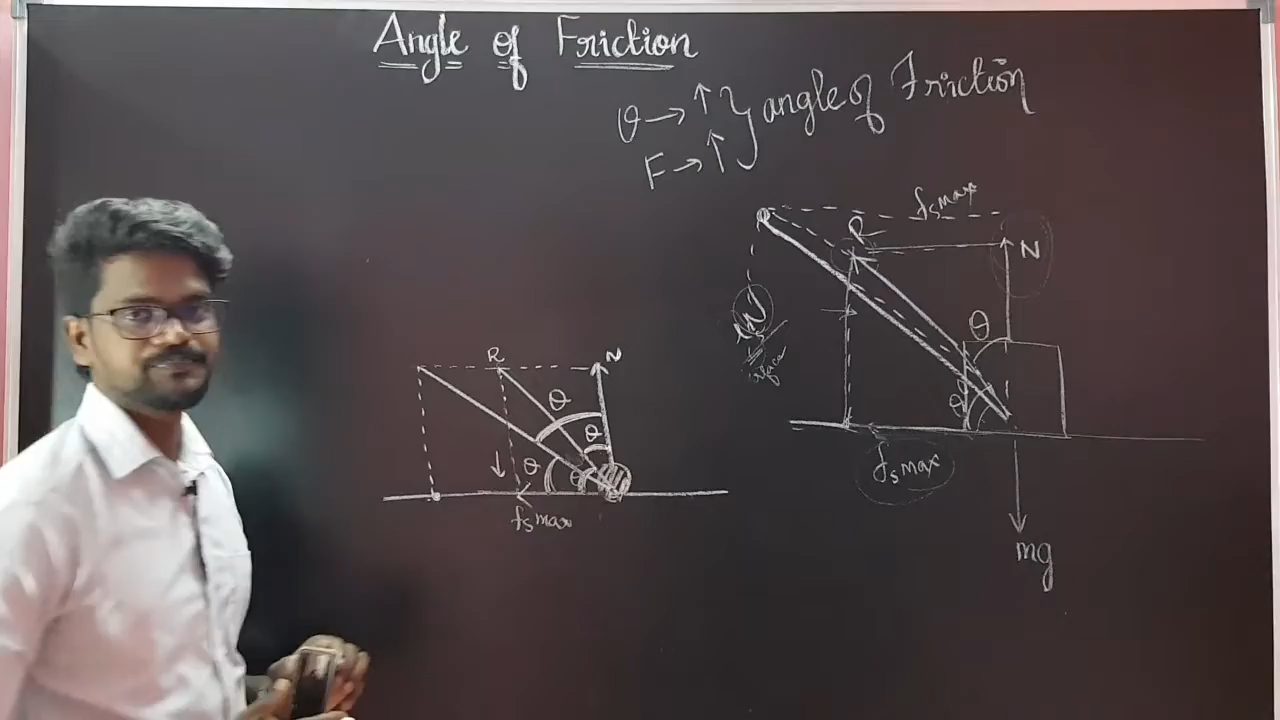 Angle of Friction
θ → ↑ } angle of Friction
F → ↑
fs max
R
N
θ
θ
fs max
mg
R
N
θ
θ
θ
θ
fs max